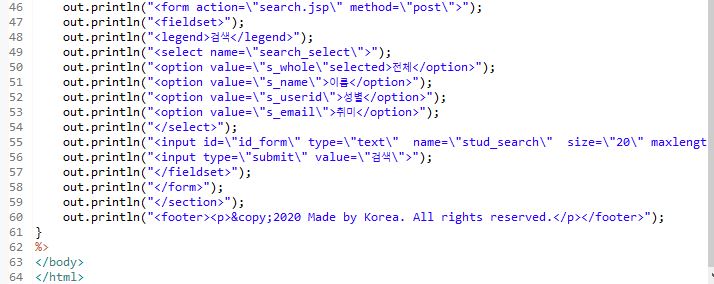 46 out.println("<form action=\"search.jsp\" method=\"post\">");
47 out.println("<fieldset>");
48 out.println("<legend>검색</legend>");
49 out.println("<select name=\"search_select\">");
50 out.println("<option value=\"s_whole\"selected>전체</option>");
51 out.println("<option value=\"s_name\">이름</option>");
52 out.println("<option value=\"s_userid\">성별</option>");
53 out.println("<option value=\"s_email\">취미</option>");
54 out.println("</select>");
55 out.println("<input id=\"id_form\" type=\"text\"  name=\"stud_search\"  size=\"20\" maxlengt
56 out.println("<input type=\"submit\" value=\"검색\">");
57 out.println("</fieldset>");
58 out.println("</form>");
59 out.println("</section>");
60 out.println("<footer><p>&copy;2020 Made by Korea. All rights reserved.</p></footer>");
61 }
62 %>
63 </body>
64 </html>